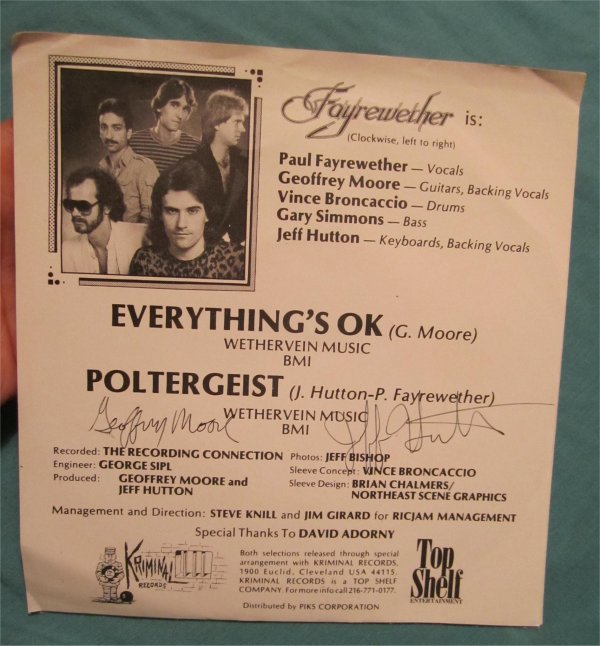 Fayrewether is:
(Clockwise, left to right)
Paul Fayrewether — Vocals
Geoffrey Moore — Guitars, Backing Vocals
Vince Broncaccio — Drums
Gary Simmons — Bass
Jeff Hutton — Keyboards, Backing Vocals
EVERYTHING'S OK (G. Moore)
WETHERVEIN MUSIC
BMI
POLTERGEIST (J. Hutton-P. Fayrewether)
WETHERVEIN MUSIC
BMI
Geoffrey Moore
Jeff Hutton
Recorded: THE RECORDING CONNECTION
Engineer: GEORGE SIPL
Produced: GEOFFREY MOORE and
JEFF HUTTON
Photos: JEFF BISHOP
Sleeve Concept: VINCE BRONCACCIO
Sleeve Design: BRIAN CHALMERS/
NORTHEAST SCENE GRAPHICS
Management and Direction: STEVE KNILL and JIM GIRARD for RICJAM MANAGEMENT
Special Thanks To DAVID ADORNY
KRIMINAL
RECORDS
Both selections released through special
arrangement with KRIMINAL RECORDS,
1900 Euclid, Cleveland USA 44115.
KRIMINAL RECORDS is a TOP SHELF
COMPANY. For more info call 216-771-0177.
Distributed by PIKS CORPORATION
Top
Shelf
ENTERTAINMENT